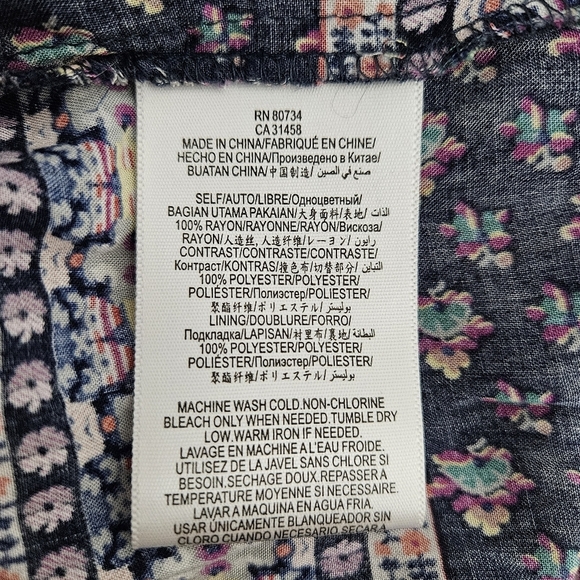 RN 80734
CA 31458
MADE IN CHINA/FABRIQUÉ EN CHINE/
HECHO EN CHINA/Произведено в Китае/
BUATAN CHINA/中国制造/ صنع في الصين
SELF/AUTO/LIBRE/Одноцветный/
BAGIAN UTAMA PAKAIAN/大身面料/表地/ الذات
100% RAYON/RAYONNE/RAYÓN/Вискоза/
RAYON/人造丝, 人造纤维/レーヨン/ رايون
CONTRAST/CONTRASTE/CONTRASTE/
Контраст/KONTRAS/撞色布/切替部分/ التباين
100% POLYESTER/POLYESTER/
POLIÉSTER/Полиэстер/POLIESTER/
聚酯纤维/ポリエステル/ بوليستر
LINING/DOUBLURE/FORRO/
Подкладка/LAPISAN/衬里布/裏地/ البطانة
100% POLYESTER/POLYESTER/
POLIÉSTER/Полиэстер/POLIESTER/
聚酯纤维/ポリエステル/ بوليستر
MACHINE WASH COLD.NON-CHLORINE
BLEACH ONLY WHEN NEEDED.TUMBLE DRY
LOW.WARM IRON IF NEEDED.
LAVAGE EN MACHINE A L'EAU FROIDE.
UTILISEZ DE LA JAVEL SANS CHLORE SI
BESOIN.SECHAGE DOUX.REPASSER A
TEMPERATURE MOYENNE SI NECESSAIRE.
LAVAR A MAQUINA EN AGUA FRIA.
USAR ÚNICAMENTE BLANQUEADOR SIN
CLORO CUANDO NECESARIO SECARA